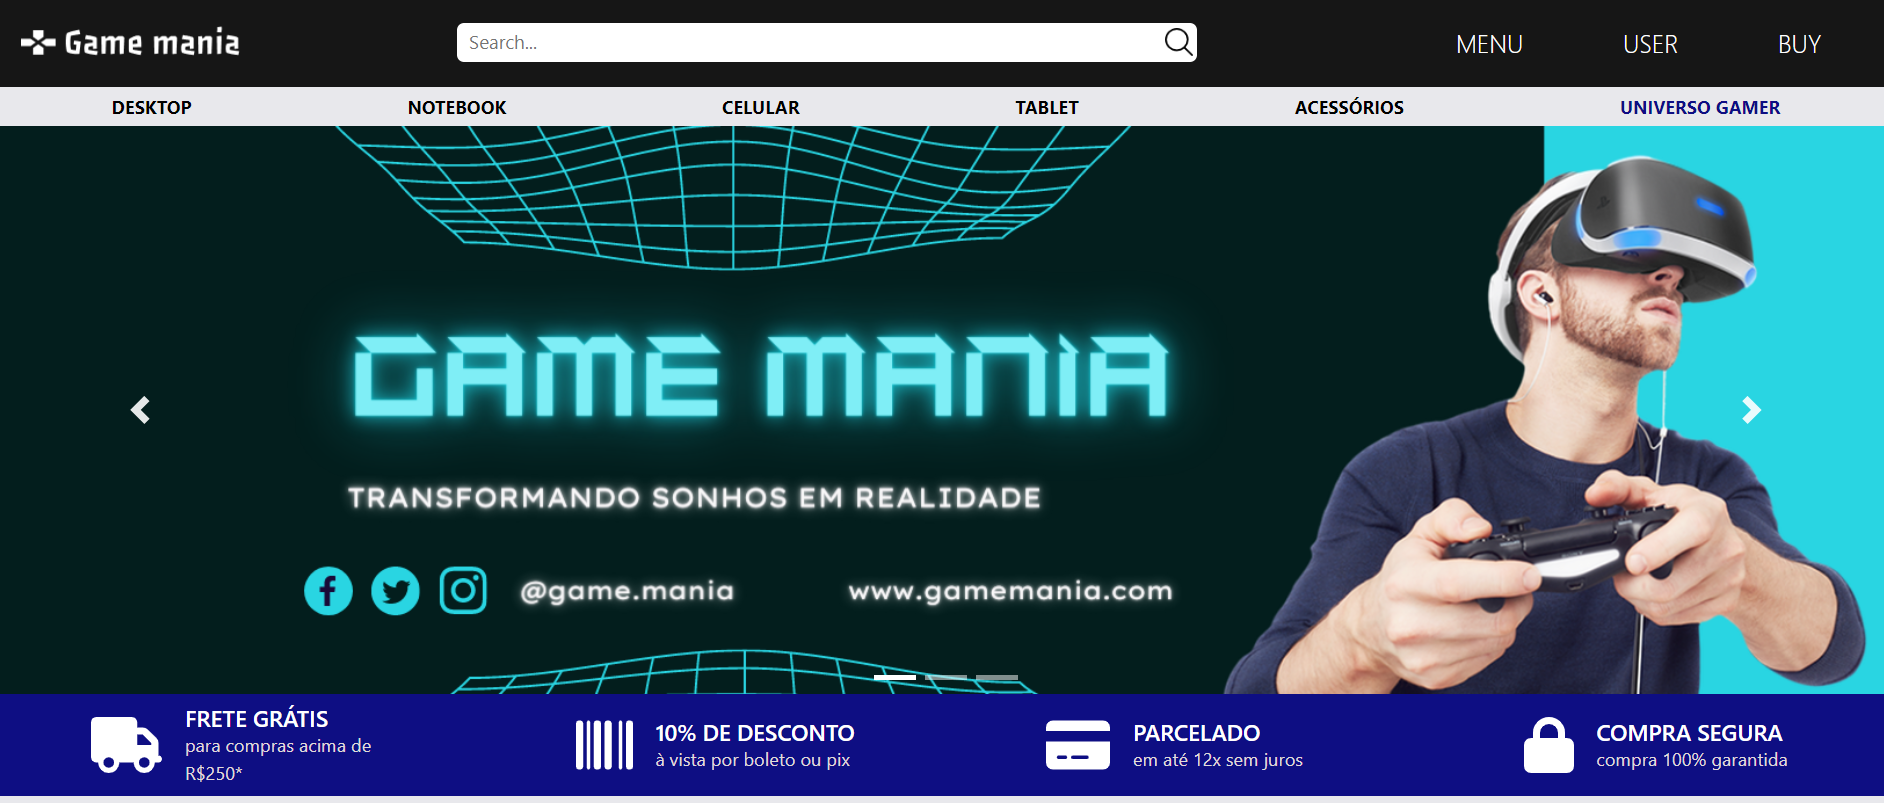 Game mania
Search...
MENU USER BUY
DESKTOP NOTEBOOK CELULAR TABLET ACESSÓRIOS UNIVERSO GAMER
GAME MANIA
TRANSFORMANDO SONHOS EM REALIDADE
@game.mania www.gamemania.com
FRETE GRÁTIS
para compras acima de
R$250*
10% DE DESCONTO
à vista por boleto ou pix
PARCELADO
em até 12x sem juros
COMPRA SEGURA
compra 100% garantida